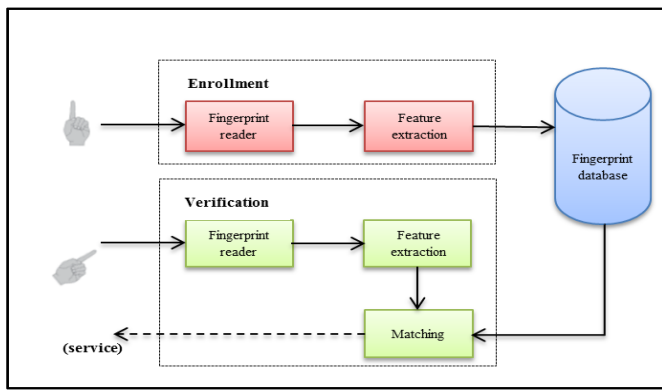 Enrollment
Fingerprint
reader
Feature
extraction
Fingerprint
database
Verification
Fingerprint
reader
Feature
extraction
Matching
(service)